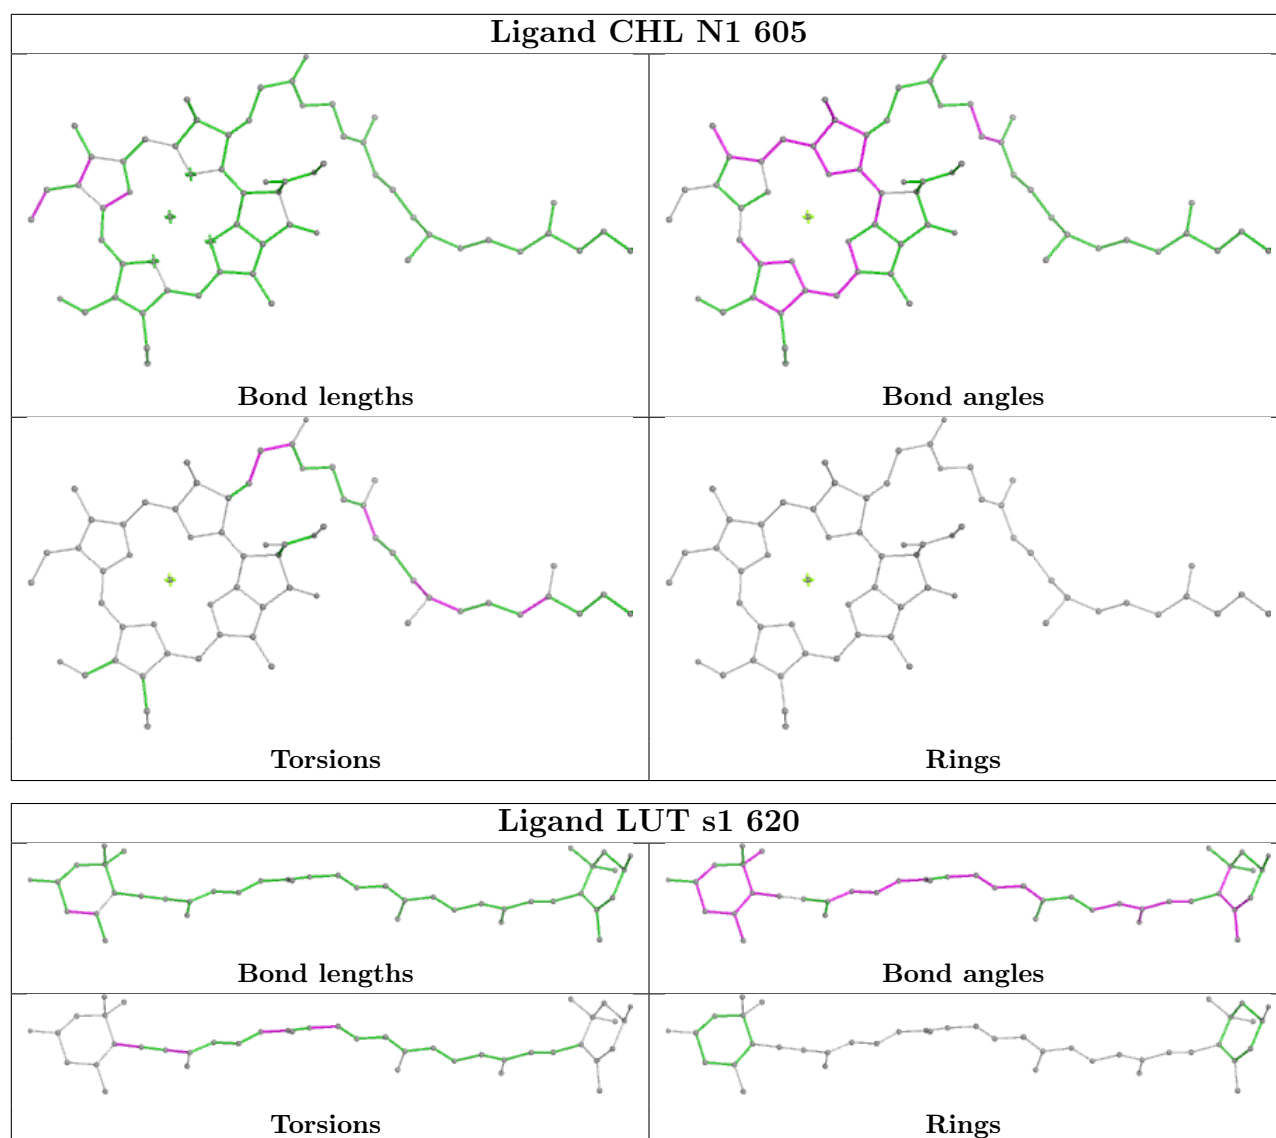 Ligand CHL N1 605
Bond lengths
Bond angles
Torsions
Rings
Ligand LUT s1 620
Bond lengths
Bond angles
Torsions
Rings